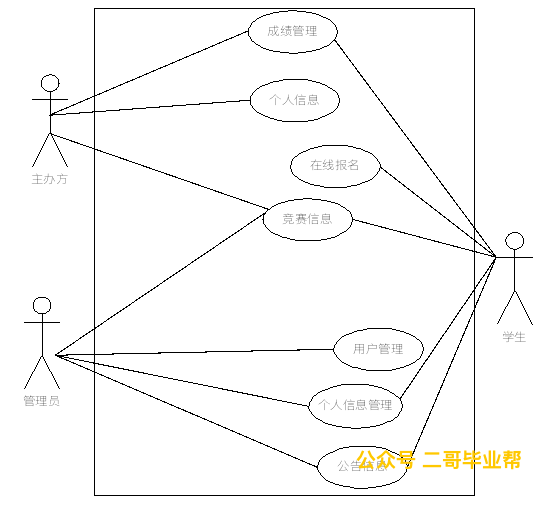 成绩管理
个人信息
主办方
在线报名
竞赛信息
学生
用户管理
管理员
个人信息管理
公告信息
公众号 二哥毕业帮